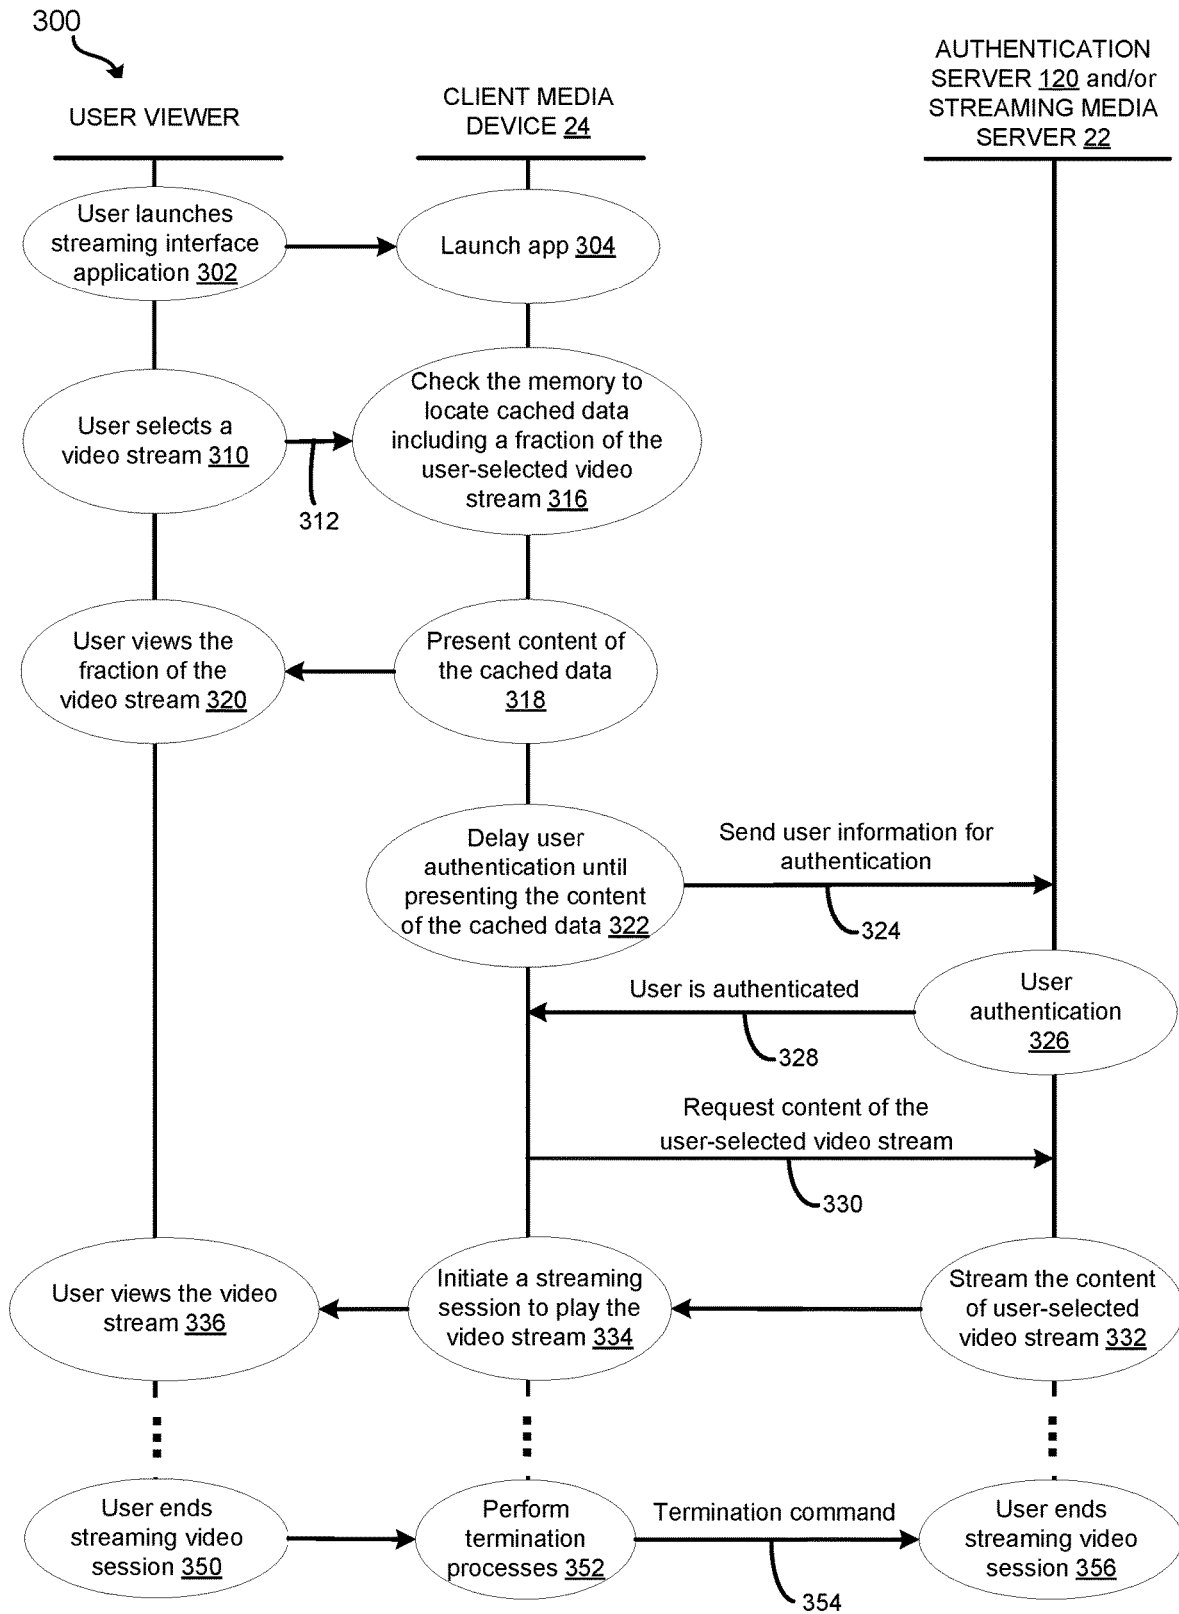 300
USER VIEWER
CLIENT MEDIA
DEVICE 24
AUTHENTICATION
SERVER 120 and/or
STREAMING MEDIA
SERVER 22
User launches
streaming interface
application 302
Launch app 304
User selects a
video stream 310
312
Check the memory to
locate cached data
including a fraction of the
user-selected video
stream 316
User views the
fraction of the
video stream 320
Present content of
the cached data
318
Delay user
authentication until
presenting the content
of the cached data 322
Send user information for
authentication
324
User is authenticated
328
User
authentication
326
Request content of the
user-selected video stream
330
User views the video
stream 336
Initiate a streaming
session to play the
video stream 334
Stream the content
of user-selected
video stream 332
User ends
streaming video
session 350
Perform
termination
processes 352
Termination command
354
User ends
streaming video
session 356